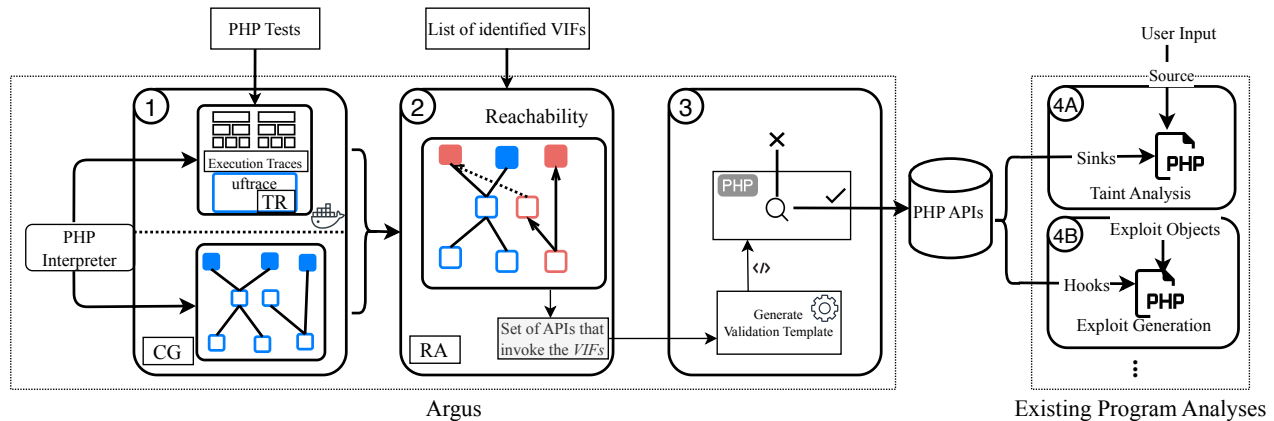 PHP Tests
List of identified VIFs
User Input
Source
1
Execution Traces
uftrace
TR
PHP
Interpreter
CG
2
Reachability
Set of APIs that
invoke the VIFs
RA
3
PHP
</>
Generate
Validation Template
PHP APIs
4A
Sinks
PHP
Taint Analysis
4B
Exploit Objects
Hooks
PHP
Exploit Generation
Argus
Existing Program Analyses